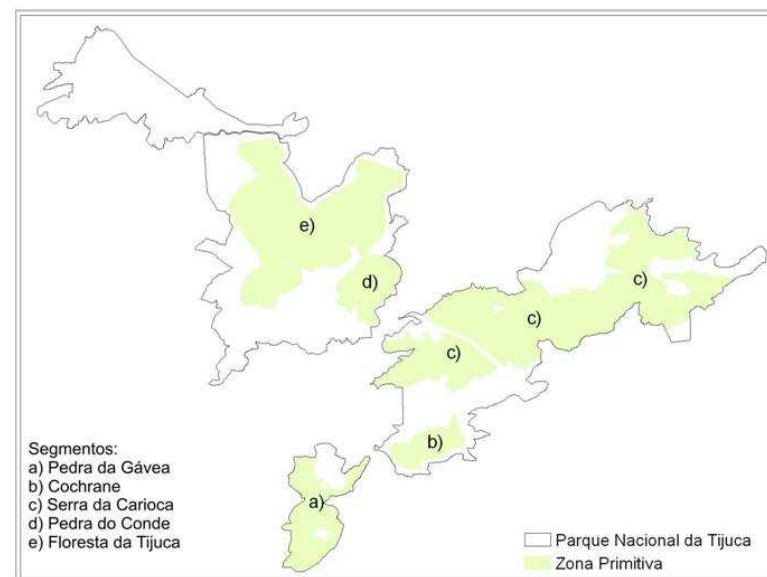 e)
d)
c)
c)
c)
b)
a)
Segmentos:
a) Pedra da Gávea
b) Cochrane
c) Serra da Carioca
d) Pedra do Conde
e) Floresta da Tijuca
Parque Nacional da Tijuca
Zona Primitiva